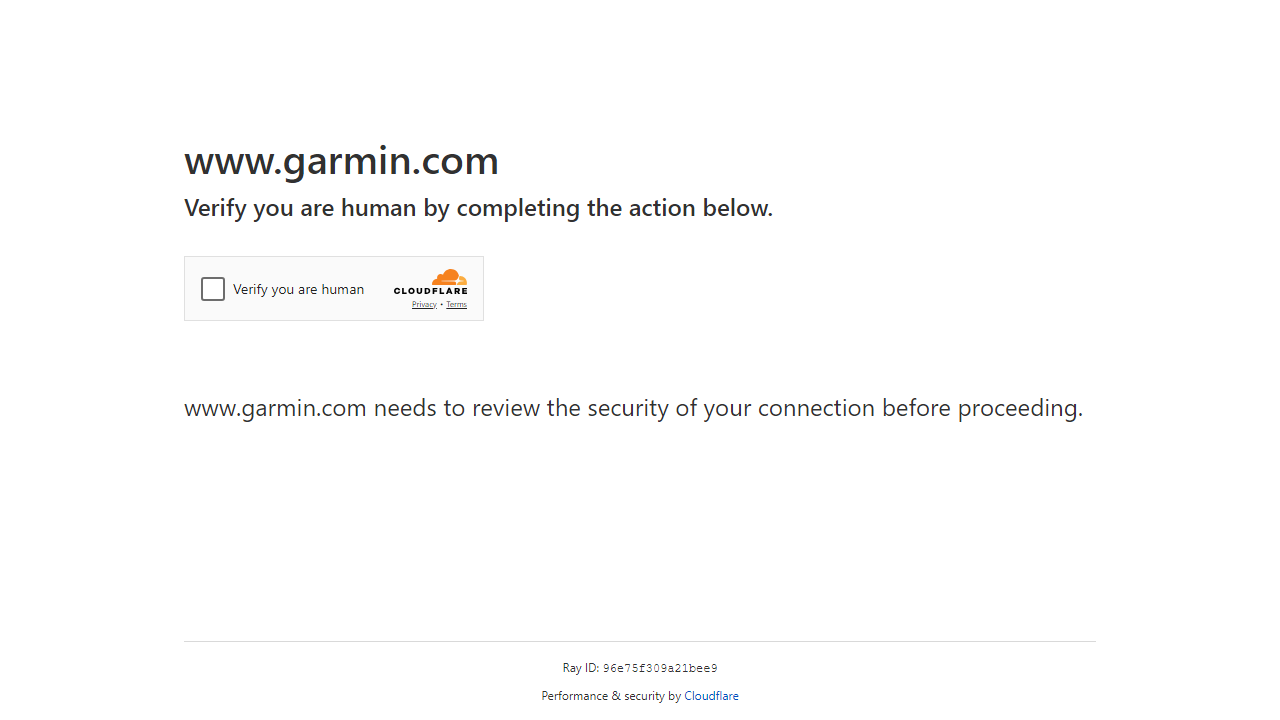 www.garmin.com
Verify you are human by completing the action below.
Verify you are human
CLOUDFLARE
Privacy • Terms
www.garmin.com needs to review the security of your connection before proceeding.
Ray ID: 96e75f309a21bee9
Performance & security by Cloudflare